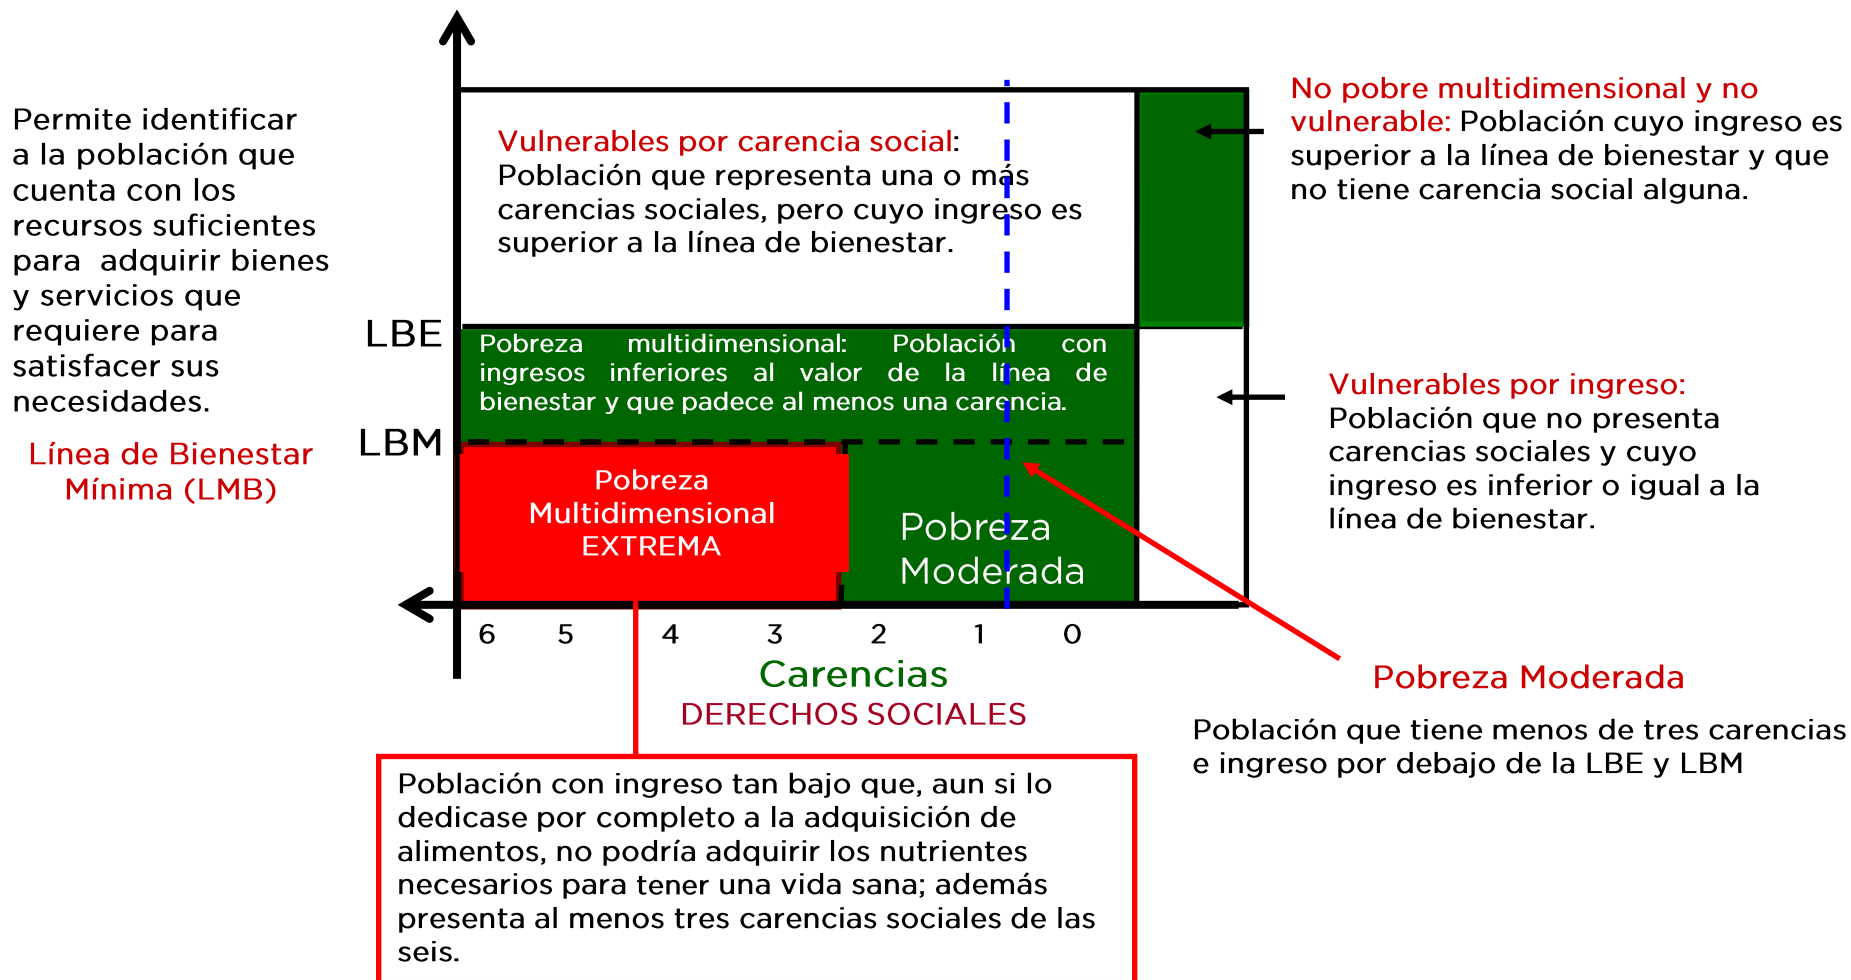 Permite identificar
a la población que
cuenta con los
recursos suficientes
para adquirir bienes
y servicios que
requiere para
satisfacer sus
necesidades.
Línea de Bienestar
Mínima (LMB)
Vulnerables por carencia social:
Población que representa una o más
carencias sociales, pero cuyo ingreso es
superior a la línea de bienestar.
No pobre multidimensional y no
vulnerable: Población cuyo ingreso es
superior a la línea de bienestar y que
no tiene carencia social alguna.
LBE
Pobreza multidimensional: Población con
ingresos inferiores al valor de la línea de
bienestar y que padece al menos una carencia.
LBM
Pobreza
Multidimensional
EXTREMA
Pobreza
Moderada
Vulnerables por ingreso:
Población que no presenta
carencias sociales y cuyo
ingreso es inferior o igual a la
línea de bienestar.
6 5 4 3 2 1 0
Carencias
DERECHOS SOCIALES
Pobreza Moderada
Población que tiene menos de tres carencias
e ingreso por debajo de la LBE y LBM
Población con ingreso tan bajo que, aun si lo
dedicase por completo a la adquisición de
alimentos, no podría adquirir los nutrientes
necesarios para tener una vida sana; además
presenta al menos tres carencias sociales de las
seis.